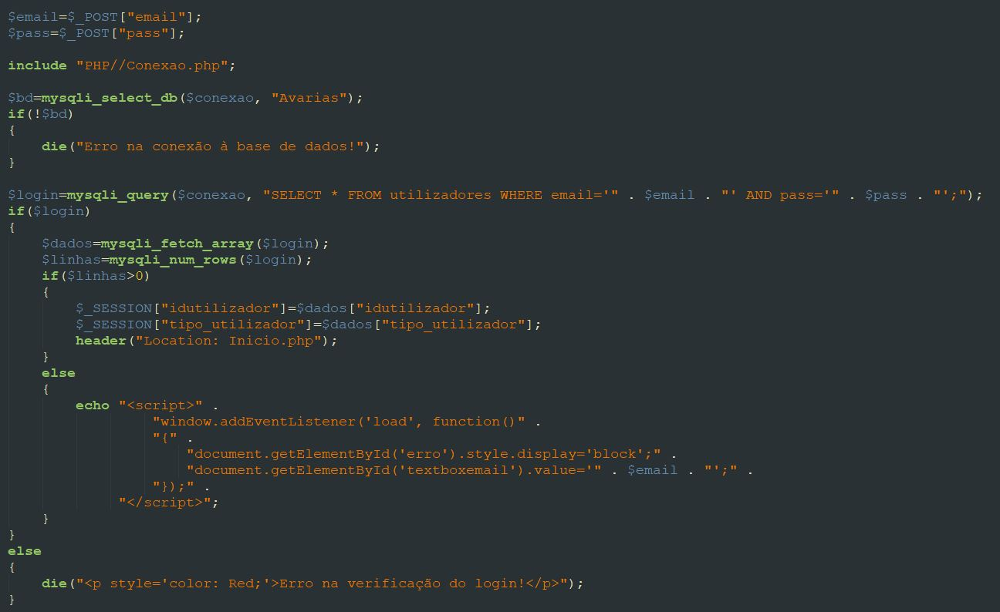 $email=$_POST["email"];
$pass=$_POST["pass"];
include "PHP//Conexao.php";
$bd=mysqli_select_db($conexao, "Avarias");
if(!$bd)
{
die("Erro na conexão à base de dados!");
}
$login=mysqli_query($conexao, "SELECT * FROM utilizadores WHERE email='" . $email . "' AND pass='" . $pass . "';");
if($login)
{
$dados=mysqli_fetch_array($login);
$linhas=mysqli_num_rows($login);
if($linhas>0)
{
$_SESSION["idutilizador"]=$dados["idutilizador"];
$_SESSION["tipo_utilizador"]=$dados["tipo_utilizador"];
header("Location: Inicio.php");
}
else
{
echo "<script>" .
"window.addEventListener('load', function()" .
"{" .
"document.getElementById('erro').style.display='block';" .
"document.getElementById('textboxemail').value='" . $email . "';" .
"});" .
"</script>";
}
}
else
{
die("<p style='color: Red;'>Erro na verificação do login!</p>");
}